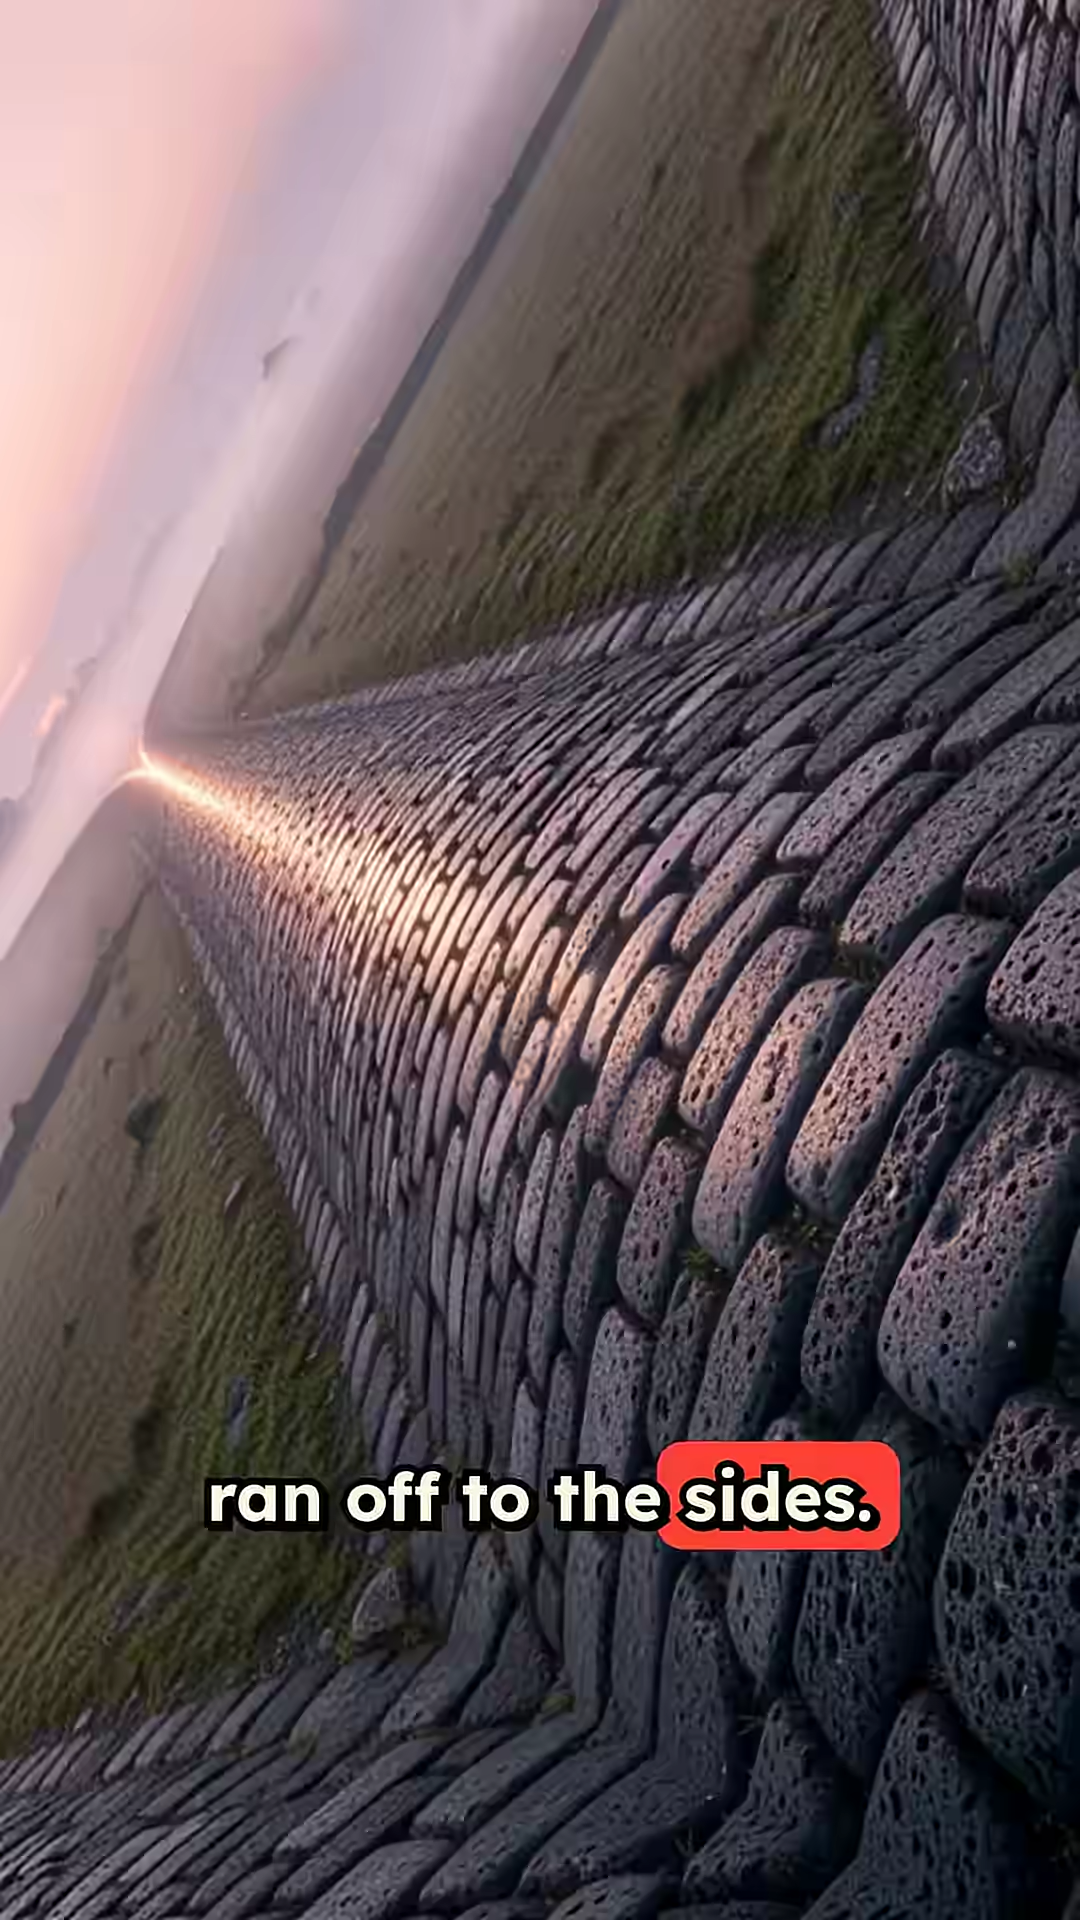 ran off to the sides.